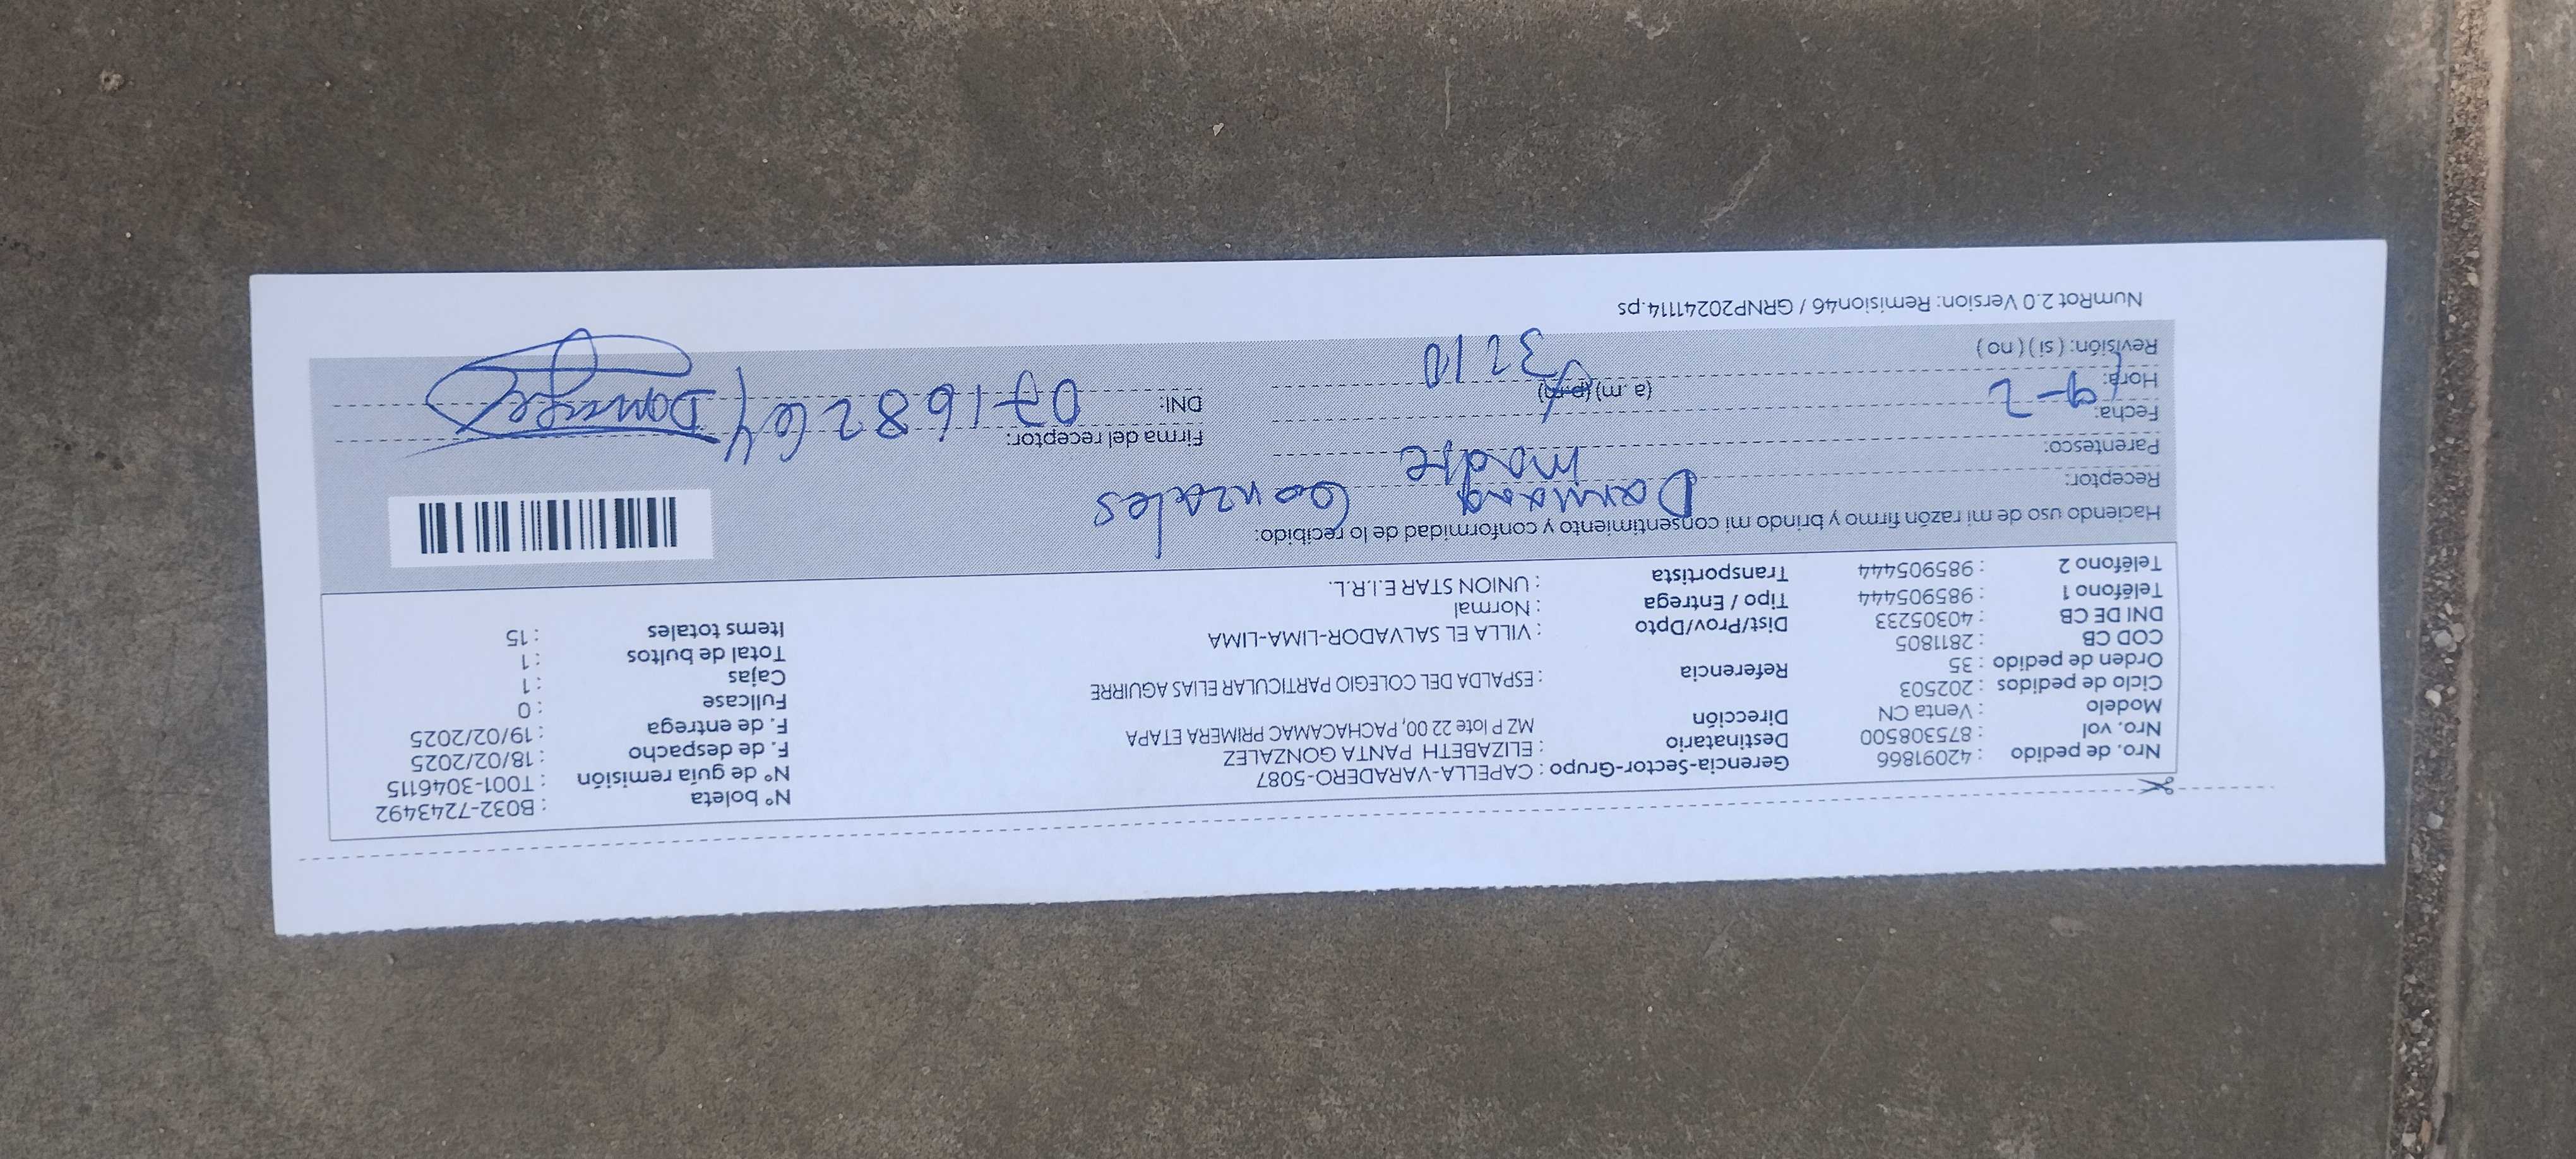 Nro. de pedido : 42091866
Nro. vol : 875308500
Modelo : Venta CN
Ciclo de pedidos : 202503
Orden de pedido : 35
COD CB : 2811805
DNI DE CB : 40305233
Teléfono 1 : 985905444
Teléfono 2 : 985905444
Gerencia-Sector-Grupo : CAPELLA-VARADERO-5087
Destinatario : ELIZABETH PANTA GONZALEZ
Dirección MZ P lote 22 00, PACHACAMAC PRIMERA ETAPA
Referencia : ESPALDA DEL COLEGIO PARTICULAR ELIAS AGUIRRE
Dist/Prov/Dpto : VILLA EL SALVADOR-LIMA-LIMA
Tipo / Entrega : Normal
Transportista : UNION STAR E.I.R.L.
N° boleta : B032-7243492
N° de guía remisión : T001-3046115
F. de despacho : 18/02/2025
F. de entrega : 19/02/2025
Fullcase : 0
Cajas : 1
Total de bultos : 1
Items totales : 15
Haciendo uso de mi razón firmo y brindo mi consentimiento y conformidad de lo recibido:
Receptor: Gonzales
Parentesco: madre
Fecha:
Hora: (a. m) (p. m)
Revisión: ( si ) ( no )
Firma del receptor:
DNI: 07168264
NumRot 2.0 Version: Remision46 / GRNP20241114.ps